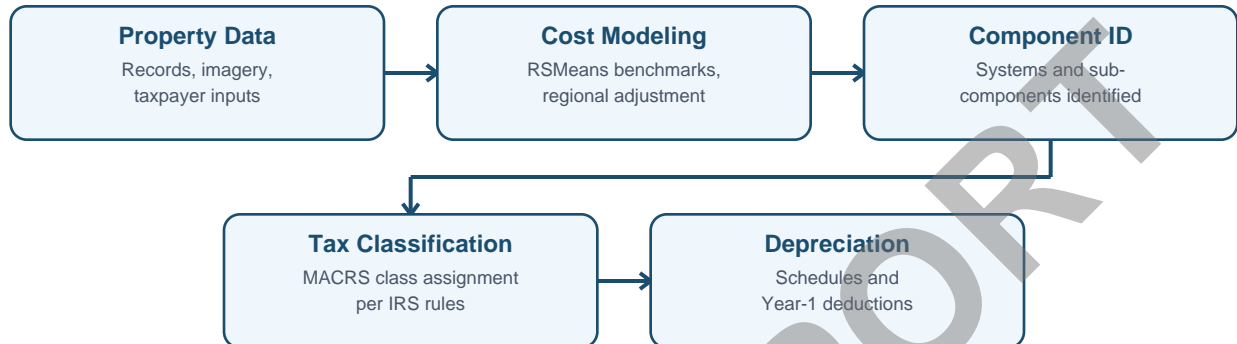 Property Data
Records, imagery,
taxpayer inputs
Cost Modeling
RSMeans benchmarks,
regional adjustment
Component ID
Systems and sub-
components identified
Tax Classification
MACRS class assignment
per IRS rules
Depreciation
Schedules and
Year-1 deductions
PORT